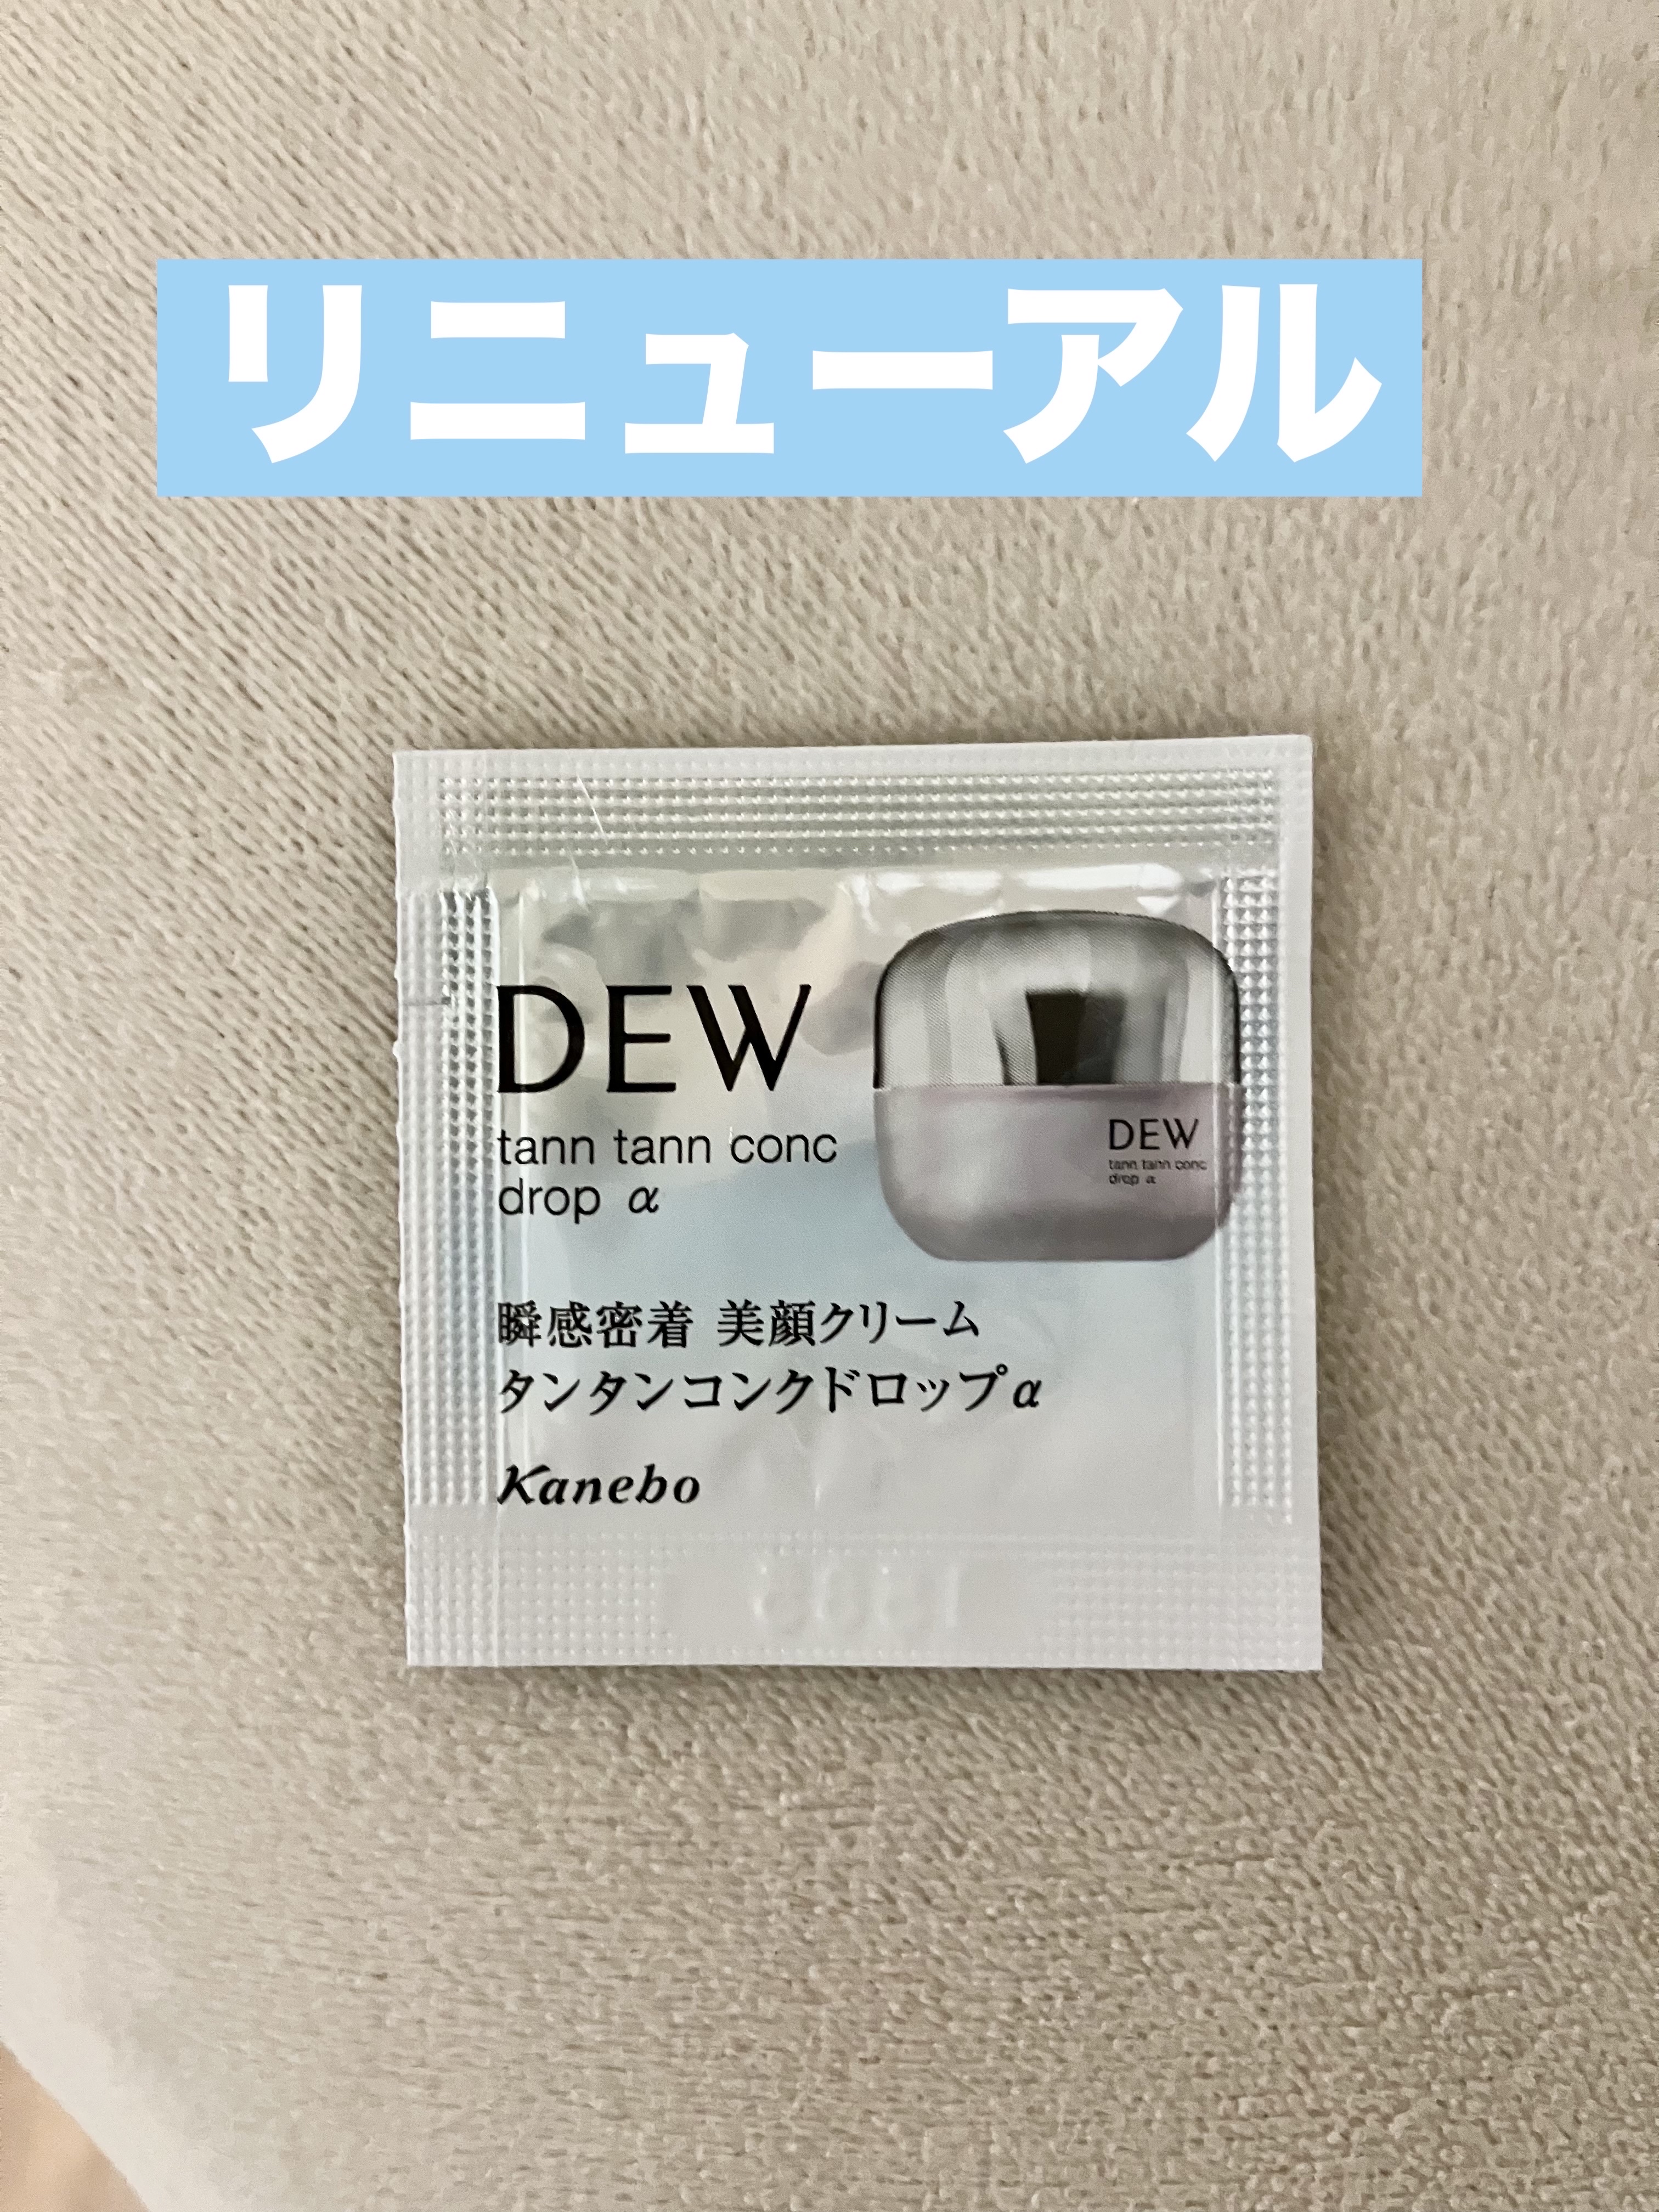 リニューアル
DEW
tann tann conc
drop α
DEW
tann tann conc
drop α
瞬感密着 美顔クリーム
タンタンコンクドロップα
Kanebo